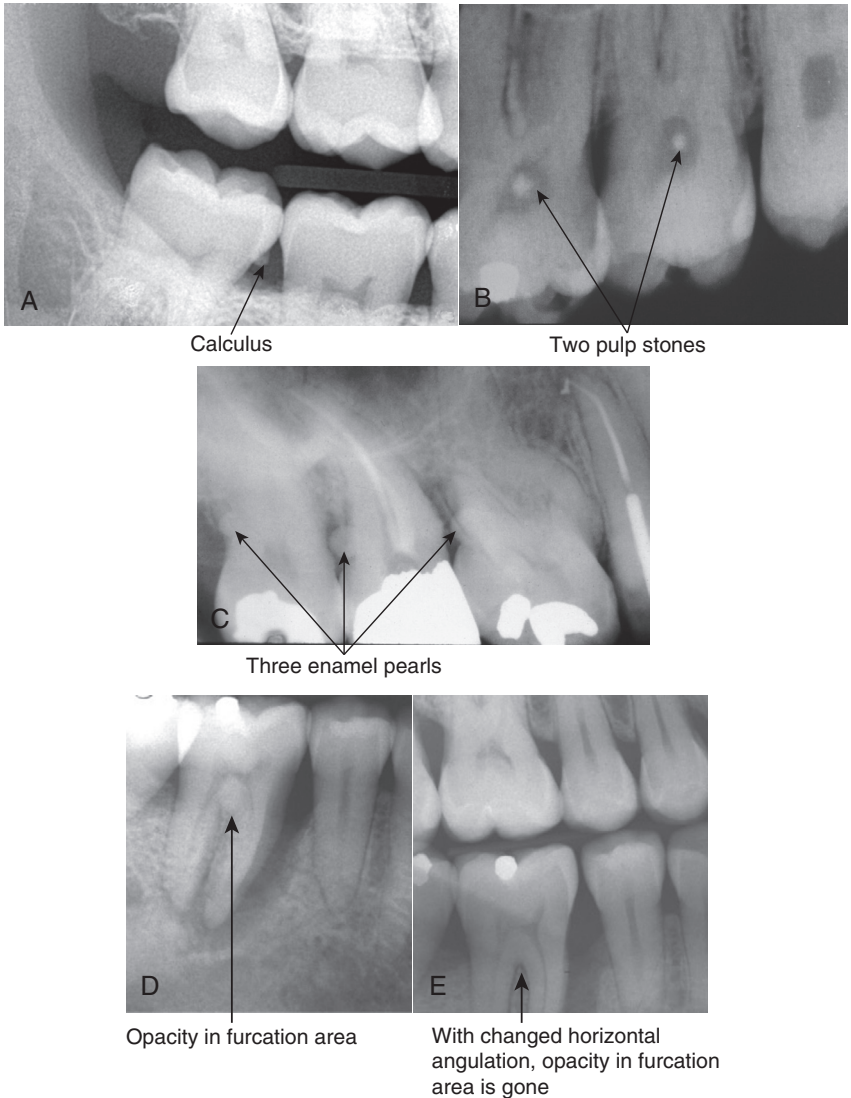 A
B
Calculus
Two pulp stones
C
Three enamel pearls
D
E
Opacity in furcation area
With changed horizontal
angulation, opacity in furcation
area is gone